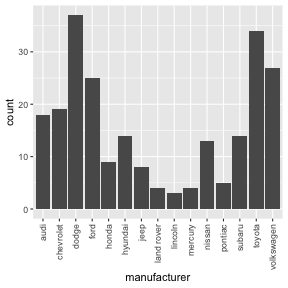 30
20
10
0
count
audi
chevrolet
dodge
ford
honda
hyundai
jeep
land rover
lincoln
mercury
nissan
pontiac
subaru
toyota
volkswagen
manufacturer